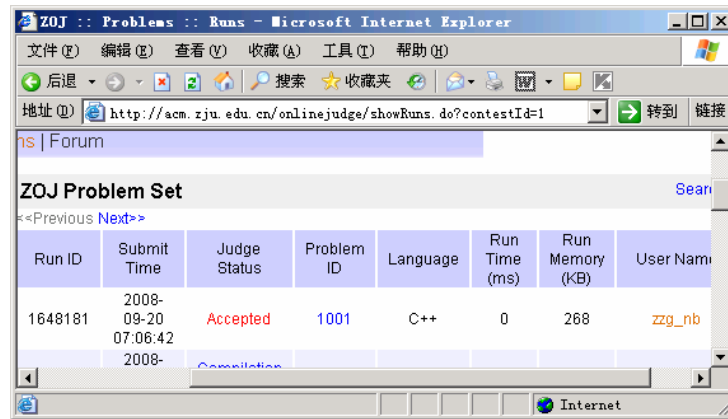 ZOJ :: Problems :: Runs - Microsoft Internet Explorer
文件(F) 编辑(E) 查看(V) 收藏(A) 工具(T) 帮助(H)
后退 搜索 收藏夹
地址(D) http://acm.zju.edu.cn/onlinejudge/showRuns.do?contestId=1 转到 链接
ns | Forum
ZOJ Problem Set Sear
<<Previous Next>>
Run ID Submit Time Judge Status Problem ID Language Run Time (ms) Run Memory (KB) User Name
1648181 2008-09-20 07:06:42 Accepted 1001 C++ 0 268 zzg_nb
2008- Compilation
Internet